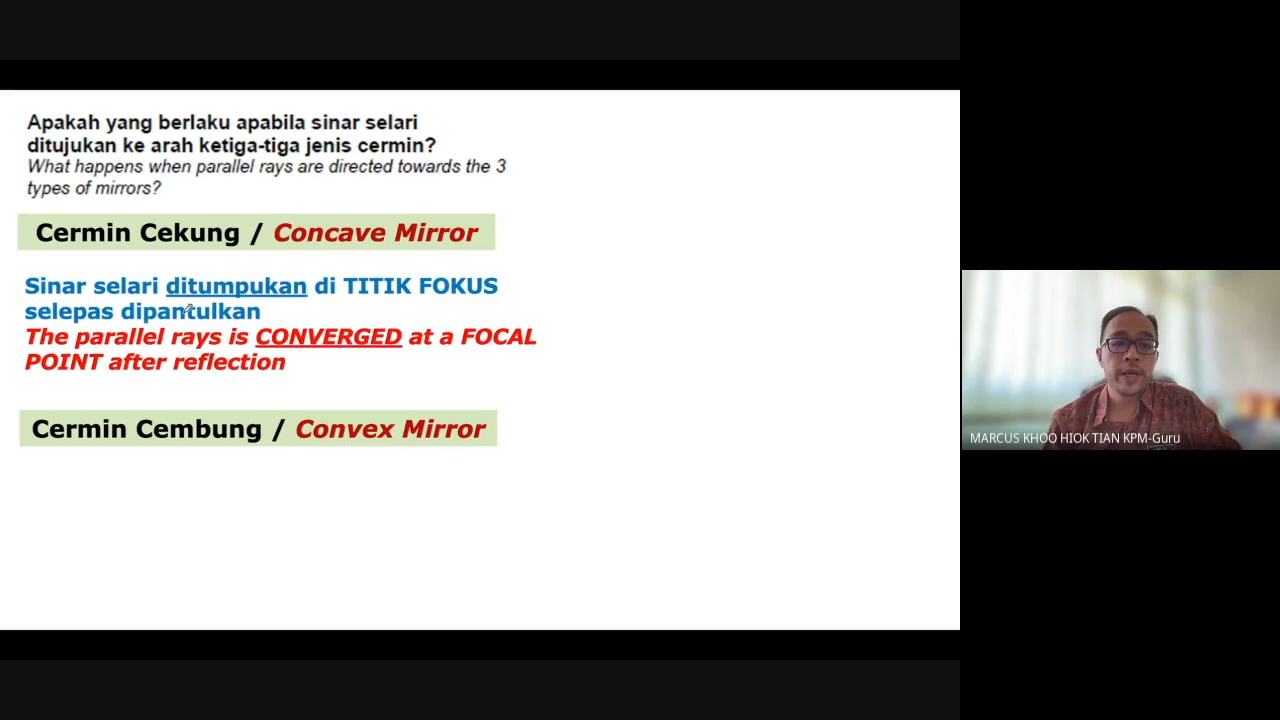 Apakah yang berlaku apabila sinar selari
ditujukan ke arah ketiga-tiga jenis cermin?
What happens when parallel rays are directed towards the 3
types of mirrors?
Cermin Cekung / Concave Mirror
Sinar selari ditumpukan di TITIK FOKUS
selepas dipantulkan
The parallel rays is CONVERGED at a FOCAL
POINT after reflection
Cermin Cembung / Convex Mirror
MARCUS KHOO HIOK TIAN KPM-Guru